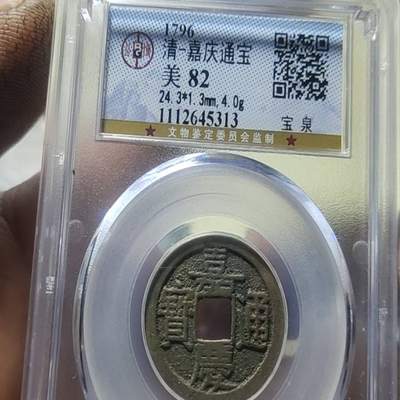 1796
清-嘉庆通宝
美 82
24.3*1.3mm,4.0g
1112645313
宝 泉
文物鉴定委员会监制
嘉慶通寶